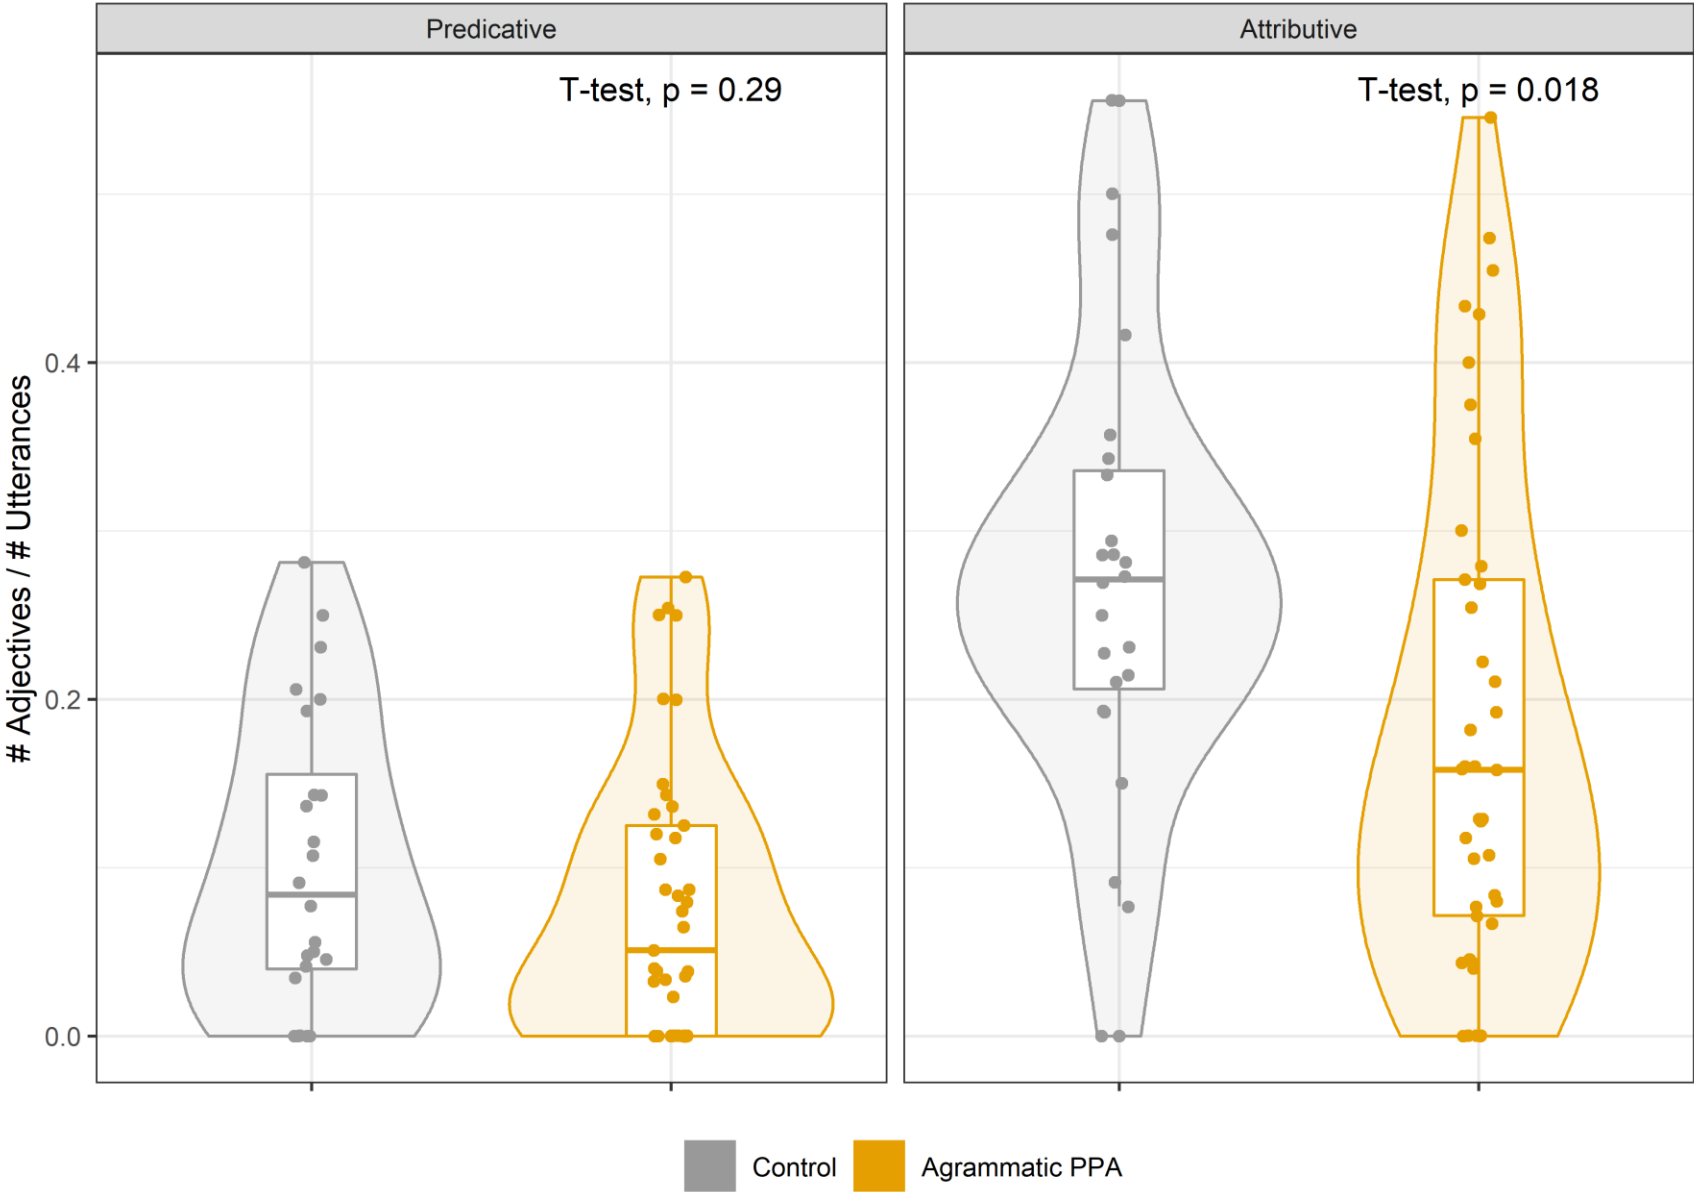 Predicative
Attributive
T-test, p = 0.29
T-test, p = 0.018
# Adjectives / # Utterances
0.4
0.2
0.0
Control
Agrammatic PPA